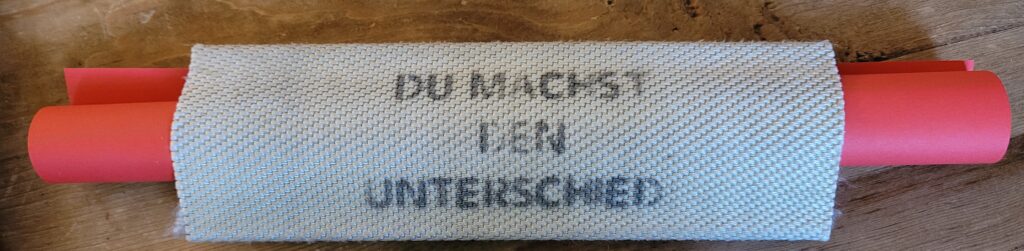 DU MACHST
DEN
UNTERSCHIED